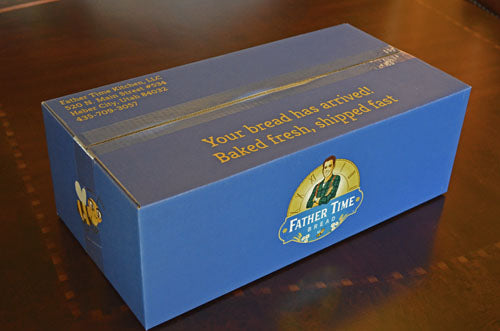 Father Time Kitchen, LLC
520 N. Main Street #934
Heber City, Utah 84032
435-709-3057
Your bread has arrived!
Baked fresh, shipped fast
FATHER TIME
BREAD